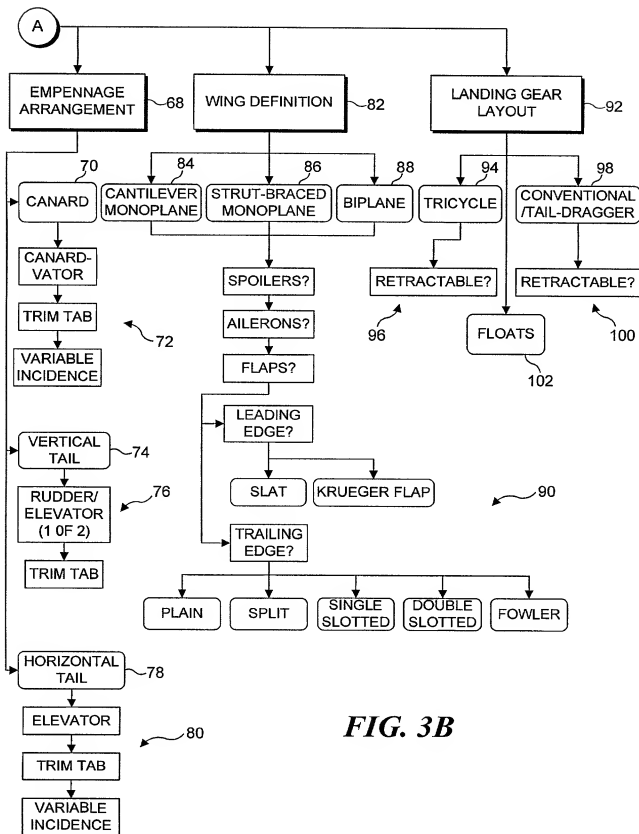 A
EMPENNAGE
ARRANGEMENT
68
WING DEFINITION
82
LANDING GEAR
LAYOUT
92
70
CANARD
CANARD-
VATOR
TRIM TAB
VARIABLE
INCIDENCE
72
VERTICAL
TAIL
74
RUDDER/
ELEVATOR
(1 0F 2)
76
TRIM TAB
HORIZONTAL
TAIL
78
ELEVATOR
TRIM TAB
VARIABLE
INCIDENCE
80
84
CANTILEVER
MONOPLANE
86
STRUT-BRACED
MONOPLANE
88
BIPLANE
SPOILERS?
AILERONS?
FLAPS?
LEADING
EDGE?
SLAT
KRUEGER FLAP
90
TRAILING
EDGE?
PLAIN
SPLIT
SINGLE
SLOTTED
DOUBLE
SLOTTED
FOWLER
94
TRICYCLE
RETRACTABLE?
96
98
CONVENTIONAL
/TAIL-DRAGGER
RETRACTABLE?
100
FLOATS
102
FIG. 3B